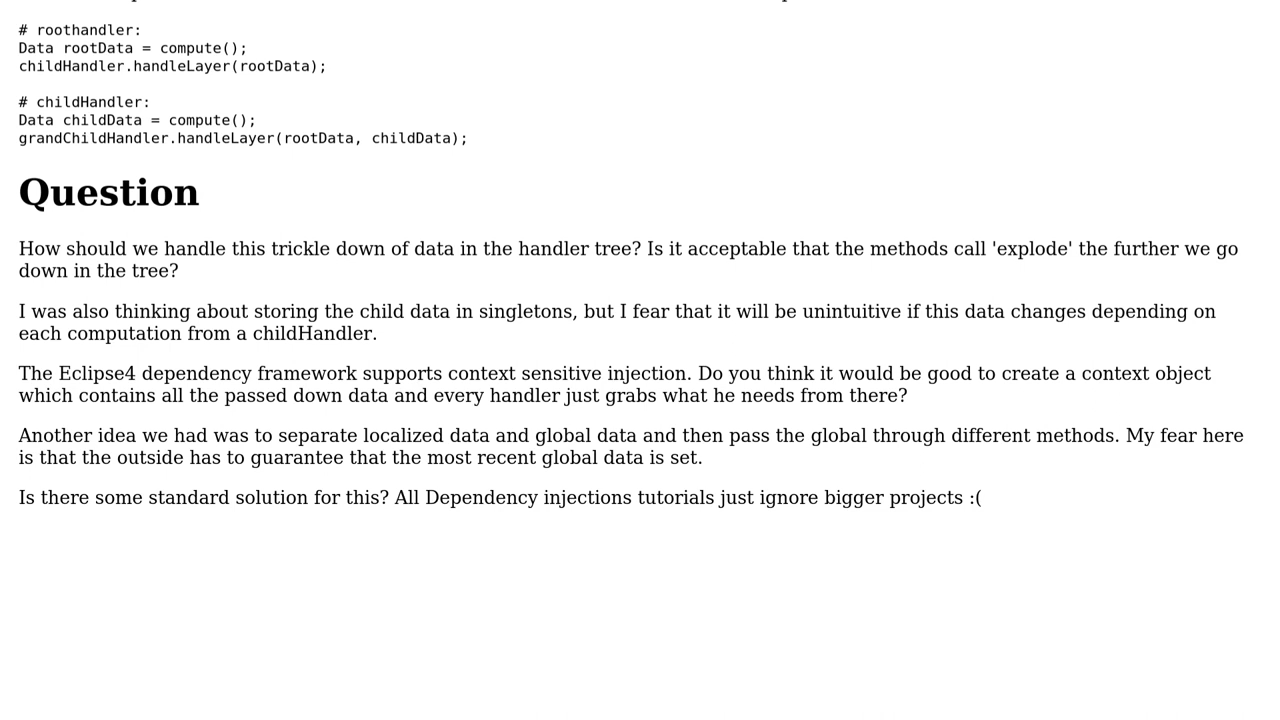 # roothandler:
Data rootData = compute();
childHandler.handleLayer(rootData);
# childHandler:
Data childData = compute();
grandChildHandler.handleLayer(rootData, childData);
Question
How should we handle this trickle down of data in the handler tree? Is it acceptable that the methods call 'explode' the further we go
down in the tree?
I was also thinking about storing the child data in singletons, but I fear that it will be unintuitive if this data changes depending on
each computation from a childHandler.
The Eclipse4 dependency framework supports context sensitive injection. Do you think it would be good to create a context object
which contains all the passed down data and every handler just grabs what he needs from there?
Another idea we had was to separate localized data and global data and then pass the global through different methods. My fear here
is that the outside has to guarantee that the most recent global data is set.
Is there some standard solution for this? All Dependency injections tutorials just ignore bigger projects :(